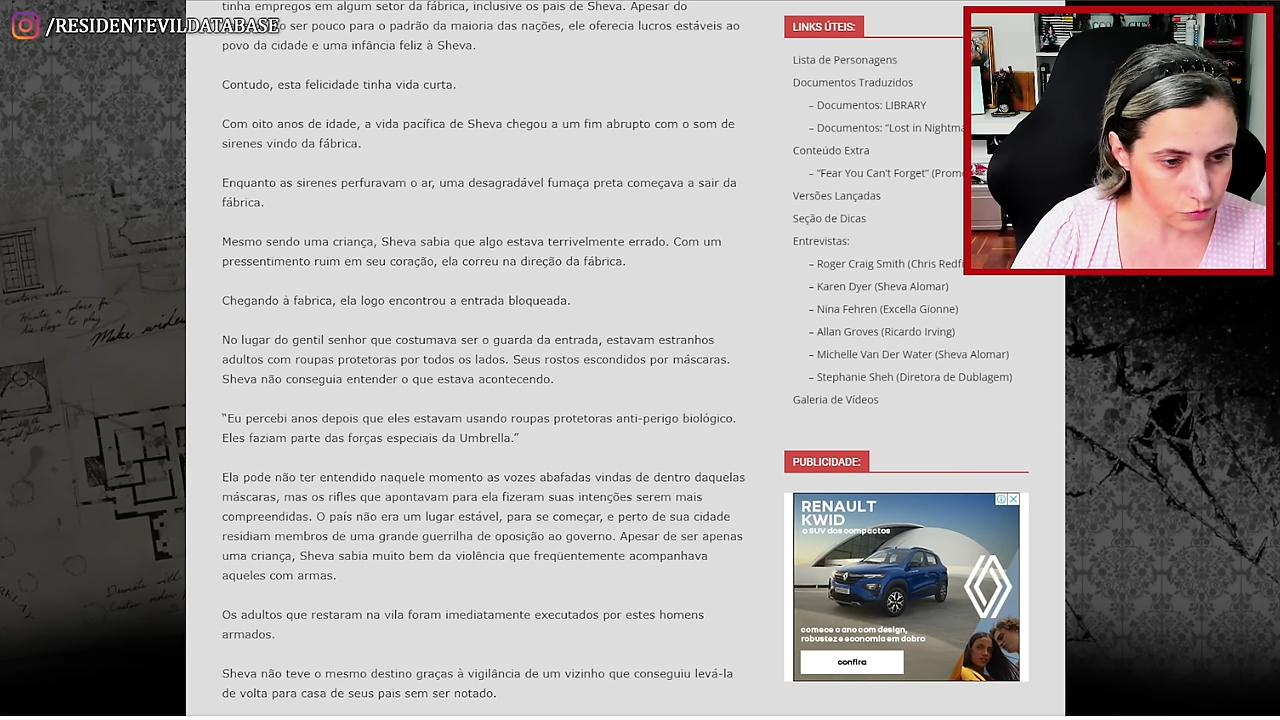 /RESIDENTEVILDATABASE
tinha empregos em algum setor da fábrica, inclusive os pais de Sheva. Apesar do
ser pouco para o padrão da maioria das nações, ele oferecia lucros estáveis ao
povo da cidade e uma infância feliz à Sheva.
Contudo, esta felicidade tinha vida curta.
Com oito anos de idade, a vida pacífica de Sheva chegou a um fim abrupto com o som de
sirenes vindo da fábrica.
Enquanto as sirenes perfuravam o ar, uma desagradável fumaça preta começava a sair da
fábrica.
Mesmo sendo uma criança, Sheva sabia que algo estava terrivelmente errado. Com um
pressentimento ruim em seu coração, ela correu na direção da fábrica.
Chegando à fabrica, ela logo encontrou a entrada bloqueada.
No lugar do gentil senhor que costumava ser o guarda da entrada, estavam estranhos
adultos com roupas protetoras por todos os lados. Seus rostos escondidos por máscaras.
Sheva não conseguia entender o que estava acontecendo.
“Eu percebi anos depois que eles estavam usando roupas protetoras anti-perigo biológico.
Eles faziam parte das forças especiais da Umbrella.”
Ela pode não ter entendido naquele momento as vozes abafadas vindas de dentro daquelas
máscaras, mas os rifles que apontavam para ela fizeram suas intenções serem mais
compreendidas. O país não era um lugar estável, para se começar, e perto de sua cidade
residiam membros de uma grande guerrilha de oposição ao governo. Apesar de ser apenas
uma criança, Sheva sabia muito bem da violência que freqüentemente acompanhava
aqueles com armas.
Os adultos que restaram na vila foram imediatamente executados por estes homens
armados.
Sheva não teve o mesmo destino graças à vigilância de um vizinho que conseguiu levá-la
de volta para casa de seus pais sem ser notado.
LINKS ÚTEIS:
Lista de Personagens
Documentos Traduzidos
– Documentos: LIBRARY
– Documentos: “Lost in Nightma
Conteúdo Extra
– “Fear You Can’t Forget” (Promo
Versões Lançadas
Seção de Dicas
Entrevistas:
– Roger Craig Smith (Chris Redfi
– Karen Dyer (Sheva Alomar)
– Nina Fehren (Excella Gionne)
– Allan Groves (Ricardo Irving)
– Michelle Van Der Water (Sheva Alomar)
– Stephanie Sheh (Diretora de Dublagem)
Galeria de Vídeos
PUBLICIDADE:
RENAULT
KWID
o SUV dos compactos
comece o ano com design,
robustez e economia em dobro
confira